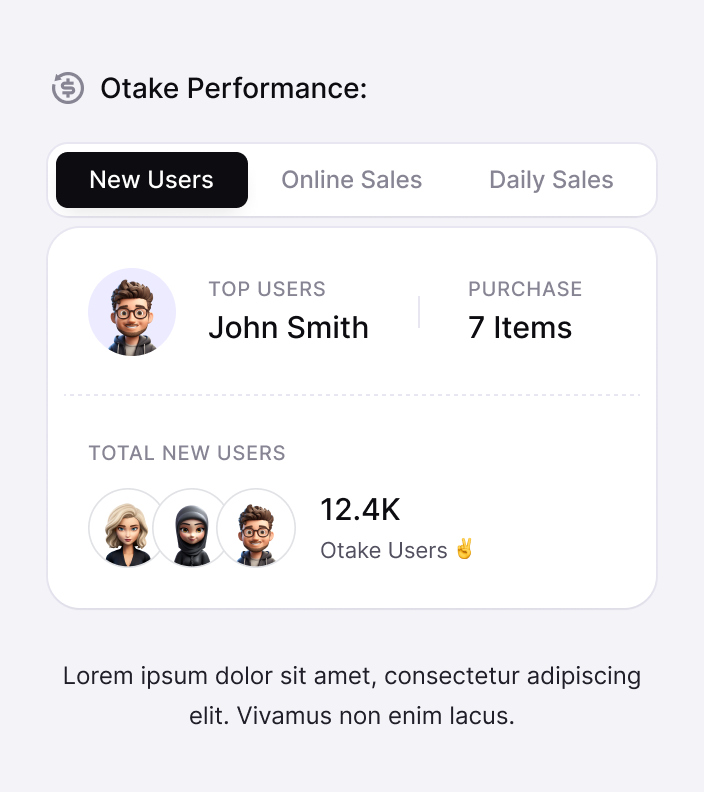 Otake Performance:
New Users
Online Sales
Daily Sales
TOP USERS
John Smith
PURCHASE
7 Items
TOTAL NEW USERS
12.4K
Otake Users ✌️
Lorem ipsum dolor sit amet, consectetur adipiscing
elit. Vivamus non enim lacus.